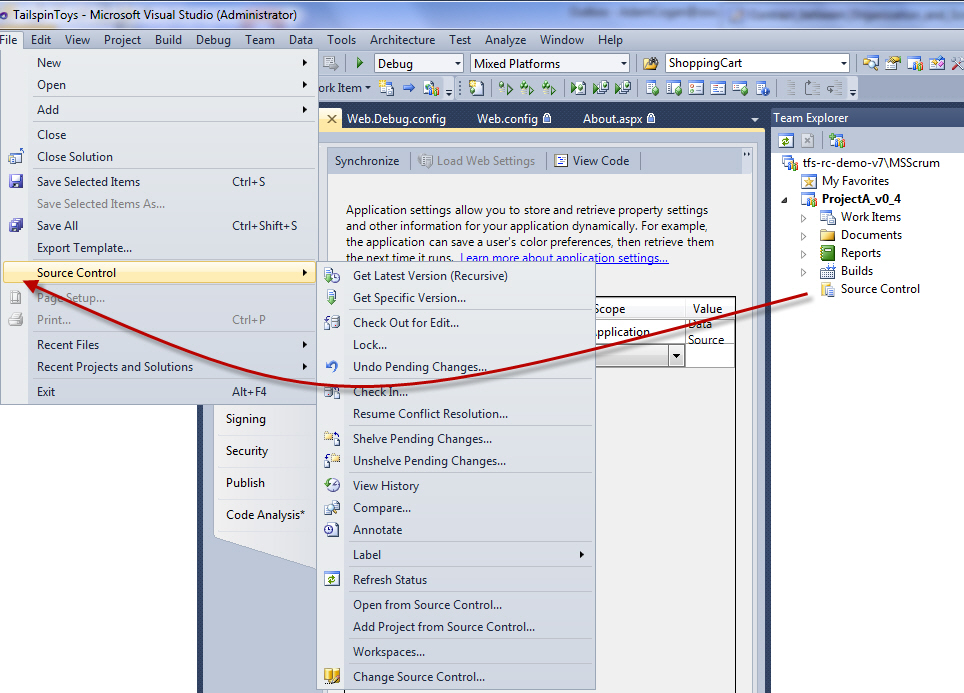 TailspinToys - Microsoft Visual Studio (Administrator)
File Edit View Project Build Debug Team Data Tools Architecture Test Analyze Window Help
Debug Mixed Platforms ShoppingCart
ork Item
Web.Debug.config Web.config About.aspx
Synchronize Load Web Settings View Code
Application settings allow you to store and retrieve property settings
and other information for your application dynamically. For example,
the application can save a user's color preferences, then retrieve them
the next time it runs. Learn more about application settings...
cope Value
pplication Data
Source
New
Open
Add
Close
Close Solution
Save Selected Items Ctrl+S
Save Selected Items As...
Save All Ctrl+Shift+S
Export Template...
Source Control
Page Setup...
Print... Ctrl+P
Recent Files
Recent Projects and Solutions
Exit Alt+F4
Get Latest Version (Recursive)
Get Specific Version...
Check Out for Edit...
Lock...
Undo Pending Changes...
Check In...
Resume Conflict Resolution...
Shelve Pending Changes...
Unshelve Pending Changes...
View History
Compare...
Annotate
Label
Refresh Status
Open from Source Control...
Add Project from Source Control...
Workspaces...
Change Source Control...
Signing
Security
Publish
Code Analysis*
Team Explorer
tfs-rc-demo-v7\MSScrum
My Favorites
ProjectA_v0_4
Work Items
Documents
Reports
Builds
Source Control